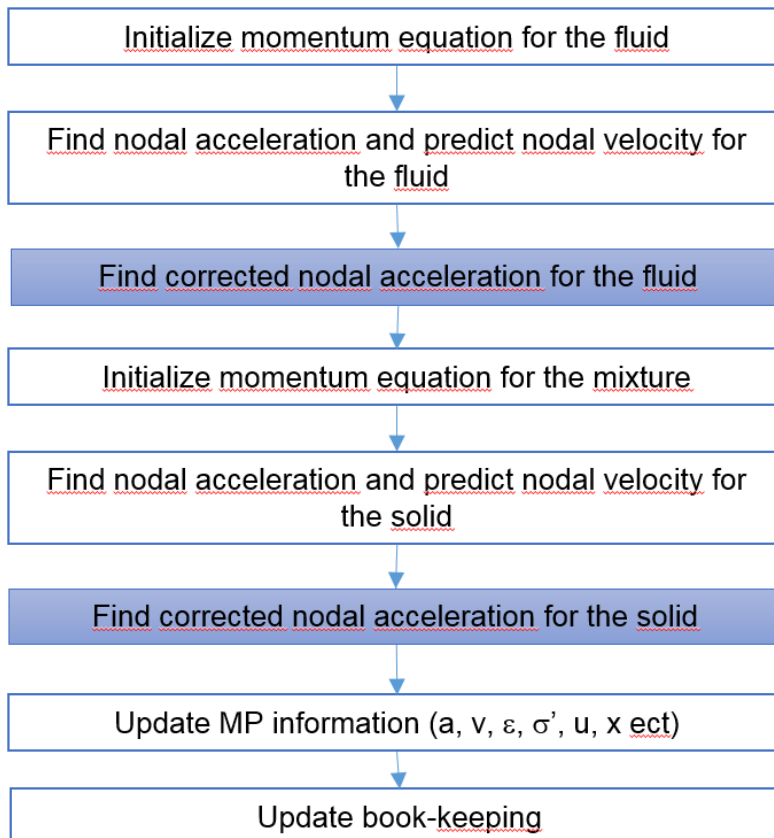 Initialize momentum equation for the fluid
Find nodal acceleration and predict nodal velocity for
the fluid
Find corrected nodal acceleration for the fluid
Initialize momentum equation for the mixture
Find nodal acceleration and predict nodal velocity for
the solid
Find corrected nodal acceleration for the solid
Update MP information (a, v, ε, σ’, u, x ect)
Update book-keeping